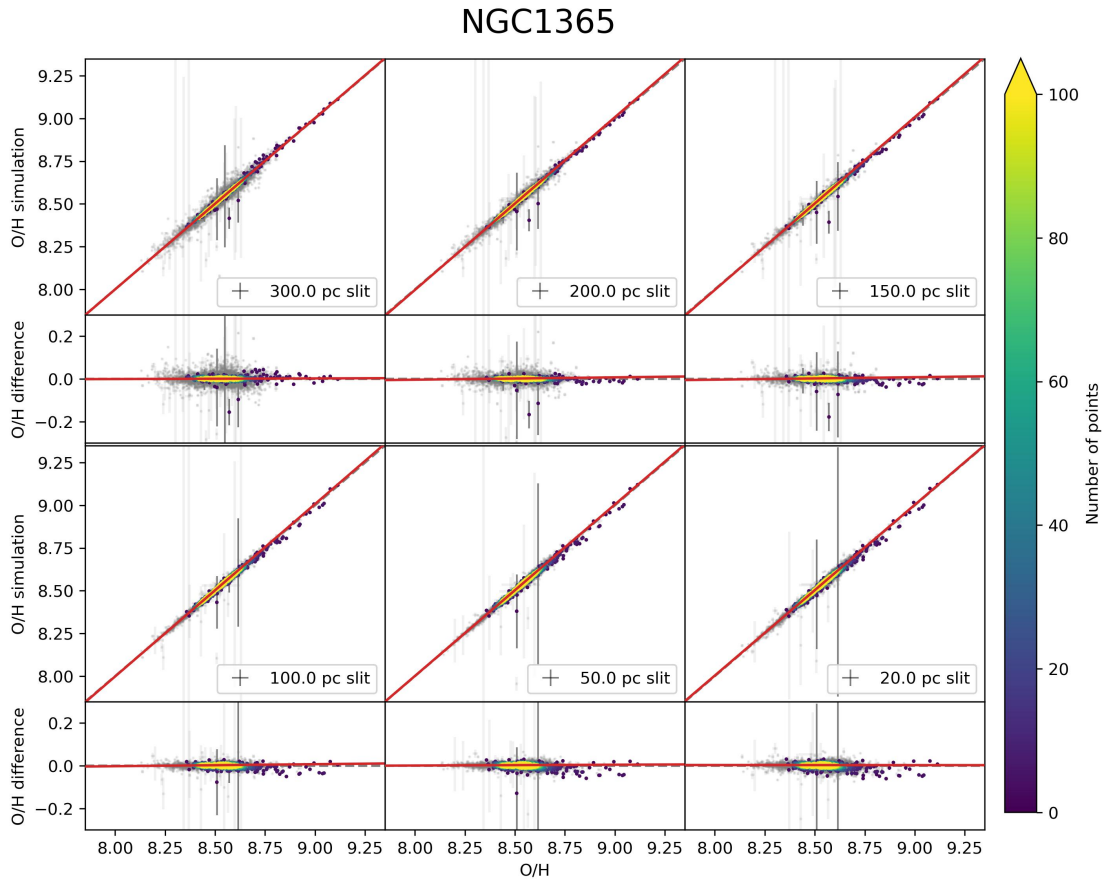 NGC1365
9.25
9.00
8.75
8.50
8.25
8.00
O/H simulation
300.0 pc slit
200.0 pc slit
150.0 pc slit
0.2
0.0
−0.2
O/H difference
9.25
9.00
8.75
8.50
8.25
8.00
O/H simulation
100.0 pc slit
50.0 pc slit
20.0 pc slit
0.2
0.0
−0.2
O/H difference
8.00 8.25 8.50 8.75 9.00 9.25 8.00 8.25 8.50 8.75 9.00 9.25 8.00 8.25 8.50 8.75 9.00 9.25
O/H
100
80
60
40
20
0
Number of points